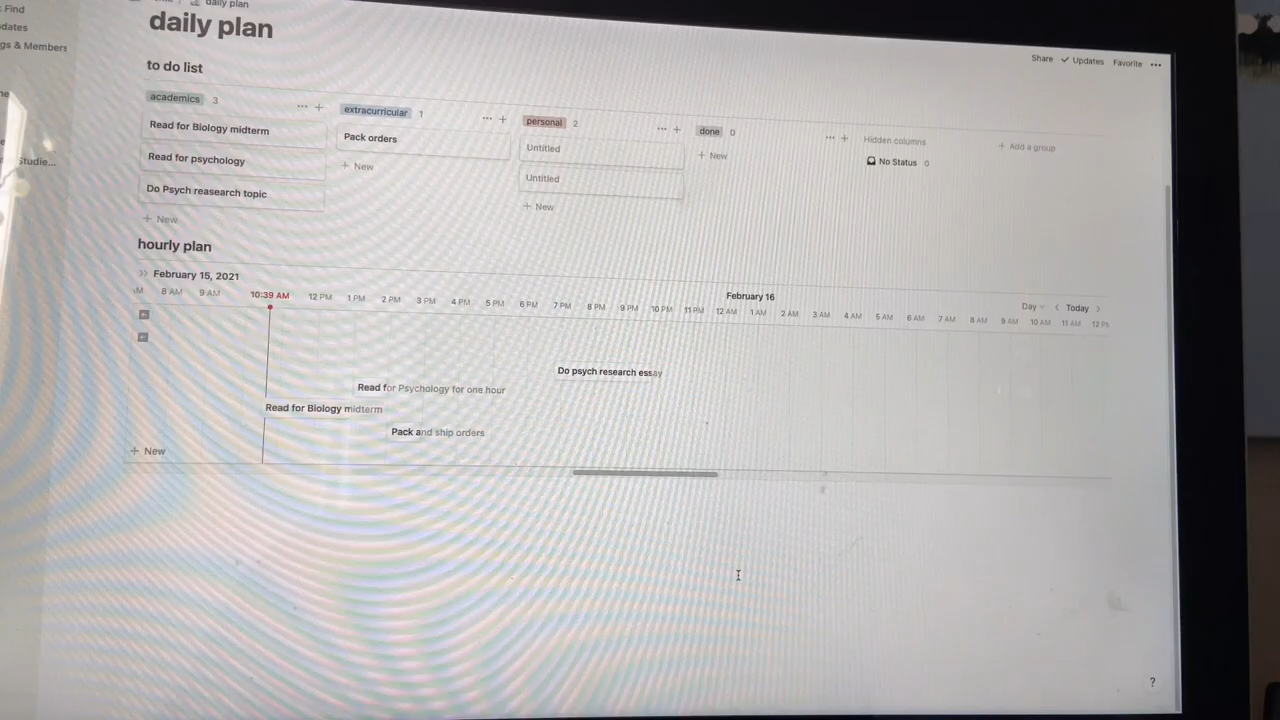 Find
daily plan
daily plan
dates
gs & Members
Share ✓ Updates Favorite •••
to do list
academics 3 ••• +
extracurricular 1 ••• +
personal 2 ••• +
done 0 ••• +
Hidden columns
+ Add a group
Read for Biology midterm
Pack orders
Untitled
+ New
No Status 0
Read for psychology
+ New
Untitled
Studie...
Do Psych reasearch topic
+ New
+ New
hourly plan
February 15, 2021
February 16
Day < Today >
AM 8 AM 9 AM 10:39 AM 12 PM 1 PM 2 PM 3 PM 4 PM 5 PM 6 PM 7 PM 8 PM 9 PM 10 PM 11 PM 12 AM 1 AM 2 AM 3 AM 4 AM 5 AM 6 AM 7 AM 8 AM 9 AM 10 AM 11 AM 12 PM
Do psych research essay
Read for Psychology for one hour
Read for Biology midterm
Pack and ship orders
+ New
?